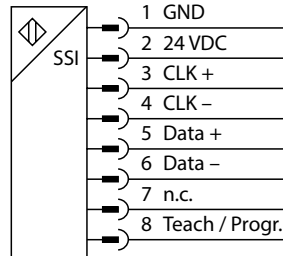 SSI
1 GND
2 24 VDC
3 CLK +
4 CLK –
5 Data +
6 Data –
7 n.c.
8 Teach / Progr.